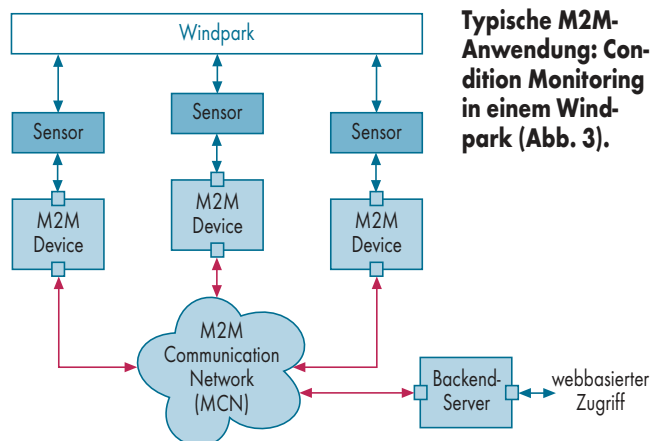 Windpark
Typische M2M-
Anwendung: Con-
dition Monitoring
in einem Wind-
park (Abb. 3).
Sensor
Sensor
Sensor
M2M
Device
M2M
Device
M2M
Device
M2M
Communication
Network
(MCN)
Backend-
Server
webbasierter
Zugriff